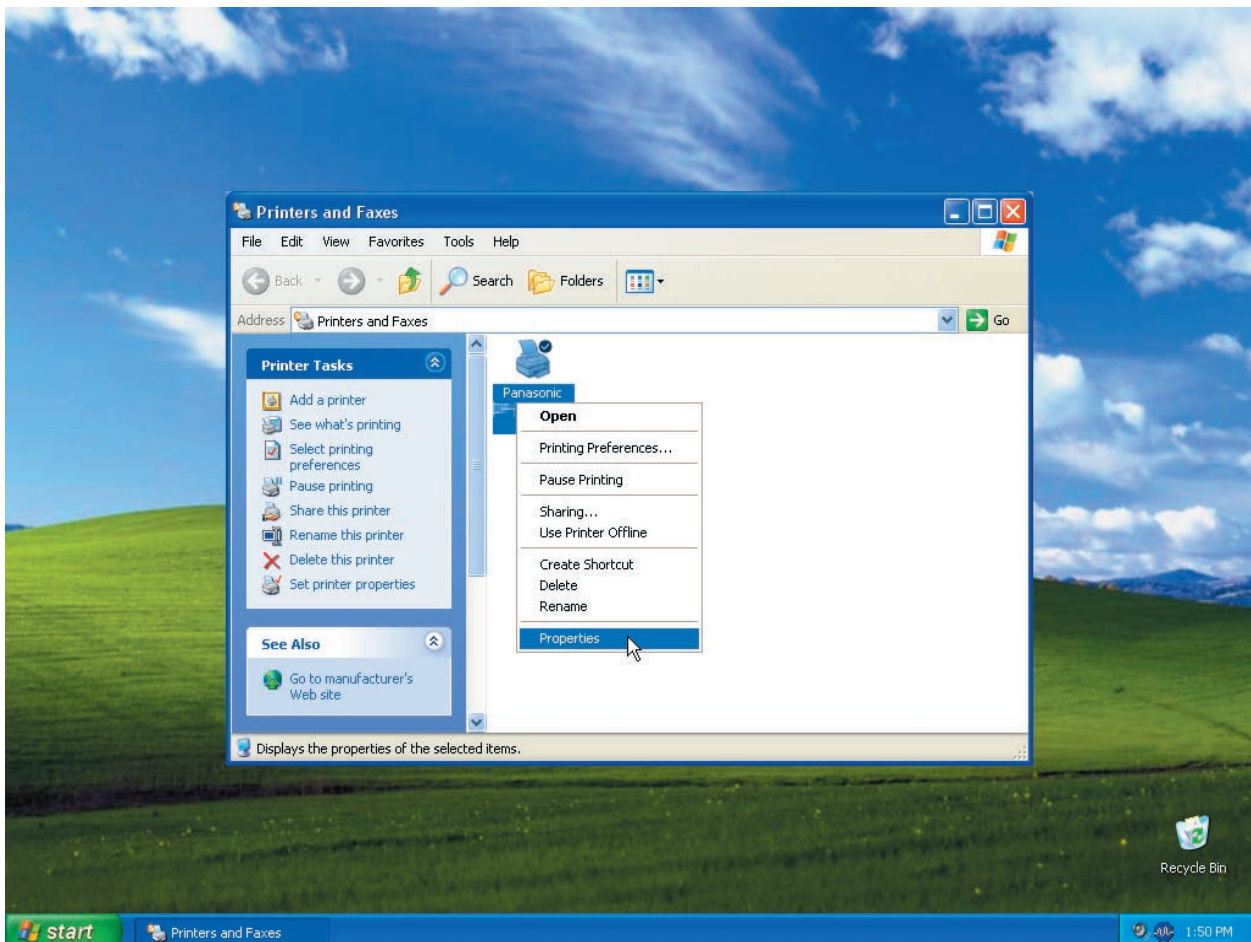 Printers and Faxes
File Edit View Favorites Tools Help
Back Search Folders
Address Printers and Faxes Go
Printer Tasks
Add a printer
See what's printing
Select printing
preferences
Pause printing
Share this printer
Rename this printer
Delete this printer
Set printer properties
See Also
Go to manufacturer's
Web site
Panasonic
Open
Printing Preferences...
Pause Printing
Sharing...
Use Printer Offline
Create Shortcut
Delete
Rename
Properties
Displays the properties of the selected items.
Recycle Bin
start Printers and Faxes 1:50 PM